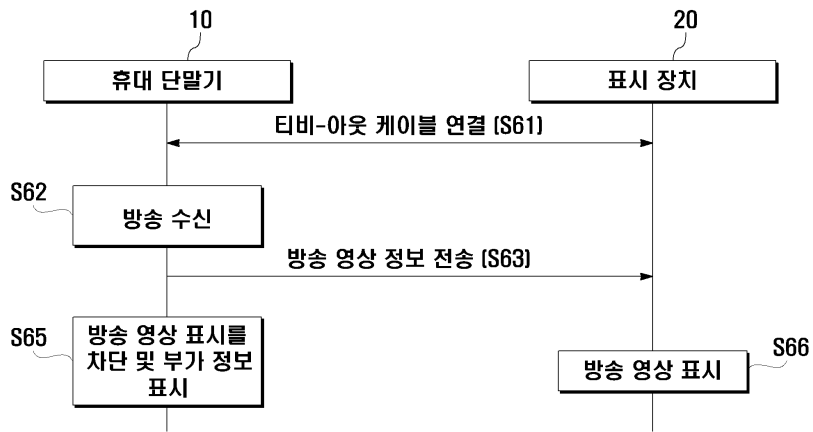 10
20
휴대 단말기
표시 장치
티비-아웃 케이블 연결 (S61)
S62
방송 수신
방송 영상 정보 전송 (S63)
S65
방송 영상 표시를
차단 및 부가 정보
표시
S66
방송 영상 표시